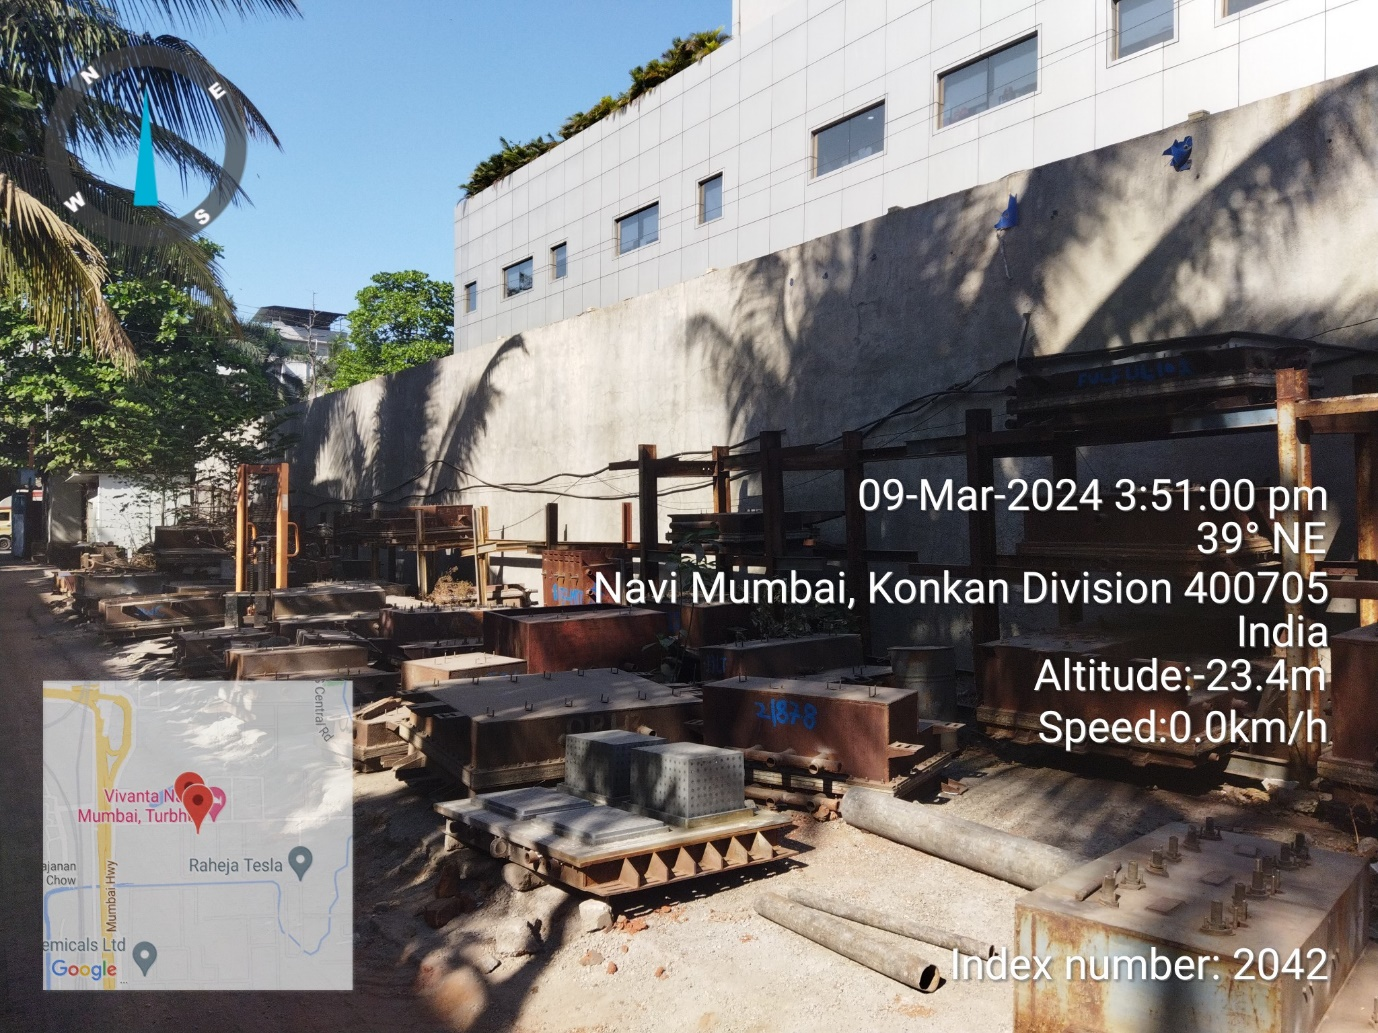 N
E
W
S
09-Mar-2024 3:51:00 pm
39° NE
Navi Mumbai, Konkan Division 400705
India
Altitude:-23.4m
Speed:0.0km/h
21878
Central Rd
Vivanta Na
Mumbai, Turbh
ajanan
Chow
Raheja Tesla
Mumbai Hwy
emicals Ltd
Google
Index number: 2042